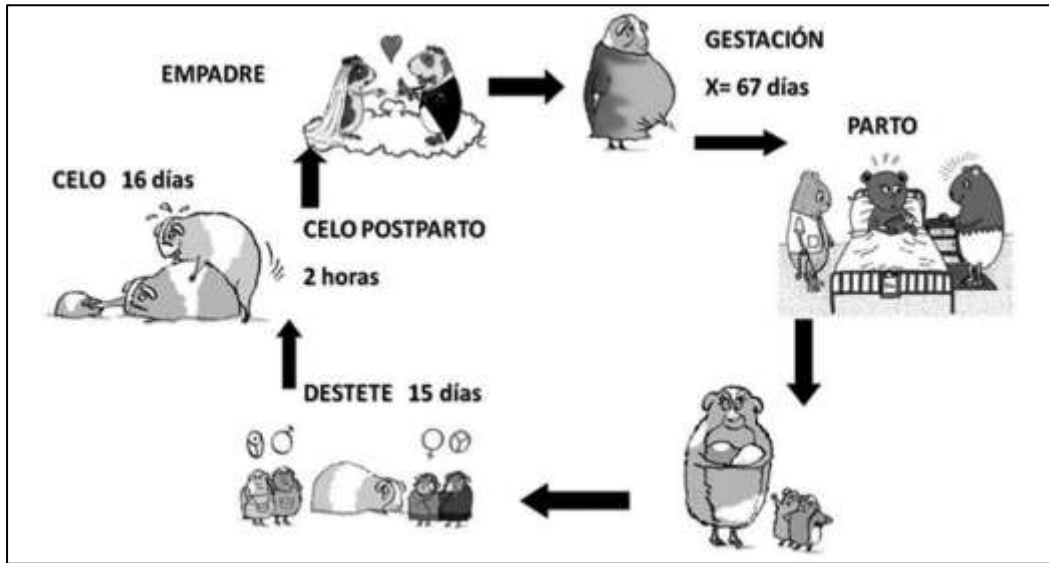 EMPADRE
GESTACIÓN
X= 67 días
PARTO
CELO 16 días
CELO POSTPARTO
2 horas
DESTETE 15 días